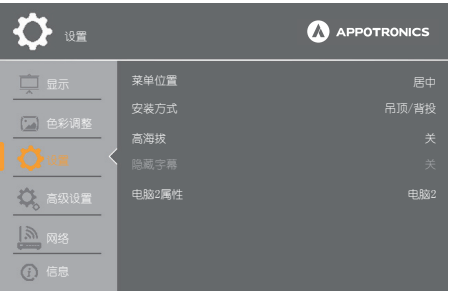 设置
APPOTRONICS
显示
色彩调整
设置
高级设置
网络
信息
菜单位置 居中
安装方式 吊顶/背投
高海拔 关
隐藏字幕 关
电脑2属性 电脑2